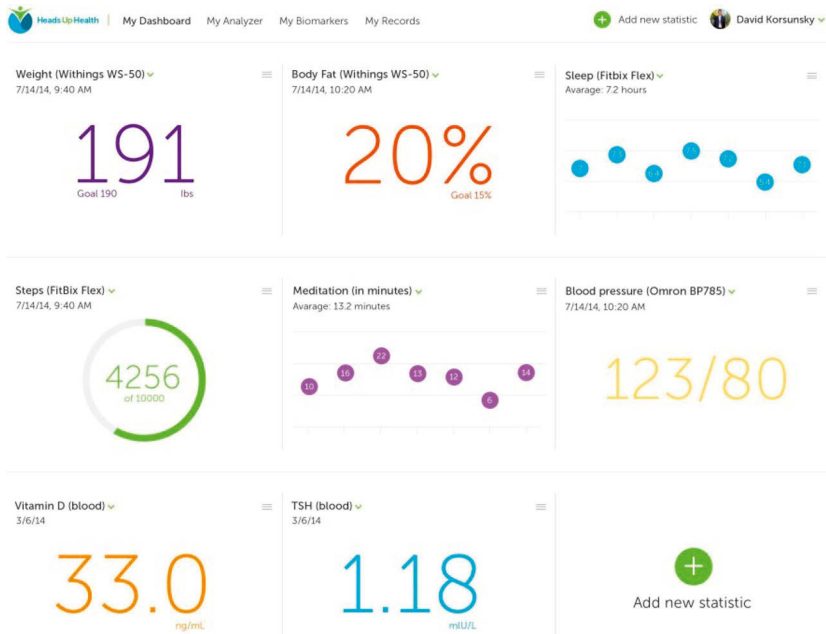 Heads Up Health
My Dashboard
My Analyzer
My Biomarkers
My Records
Add new statistic
David Korsunsky
Weight (Withings WS-50)
7/14/14, 9:40 AM
191
Goal 190
lbs
Body Fat (Withings WS-50)
7/14/14, 10:20 AM
20%
Goal 15%
Sleep (Fitbix Flex)
Avarage: 7.2 hours
Steps (FitBix Flex)
7/14/14, 9:40 AM
4256
of 10000
Meditation (in minutes)
Avarage: 13.2 minutes
10
16
22
13
12
6
14
Blood pressure (Omron BP785)
7/14/14, 10:20 AM
123/80
Vitamin D (blood)
3/6/14
33.0
ng/mL
TSH (blood)
3/6/14
1.18
mIU/L
Add new statistic